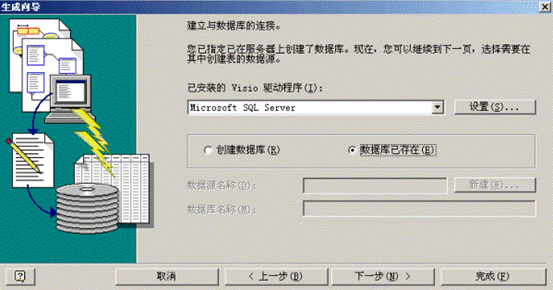 生成向导
建立与数据库的连接。
您已指定已在服务器上创建了数据库。现在，您可以继续到下一页，选择需要在
其中创建表的数据源。
已安装的 Visio 驱动程序(I):
Microsoft SQL Server
设置(S)...
创建数据库(R)
数据库已存在(E)
数据源名称(D):
新建(W)...
数据库名称(M):
取消
< 上一步(B)
下一步(N) >
完成(F)